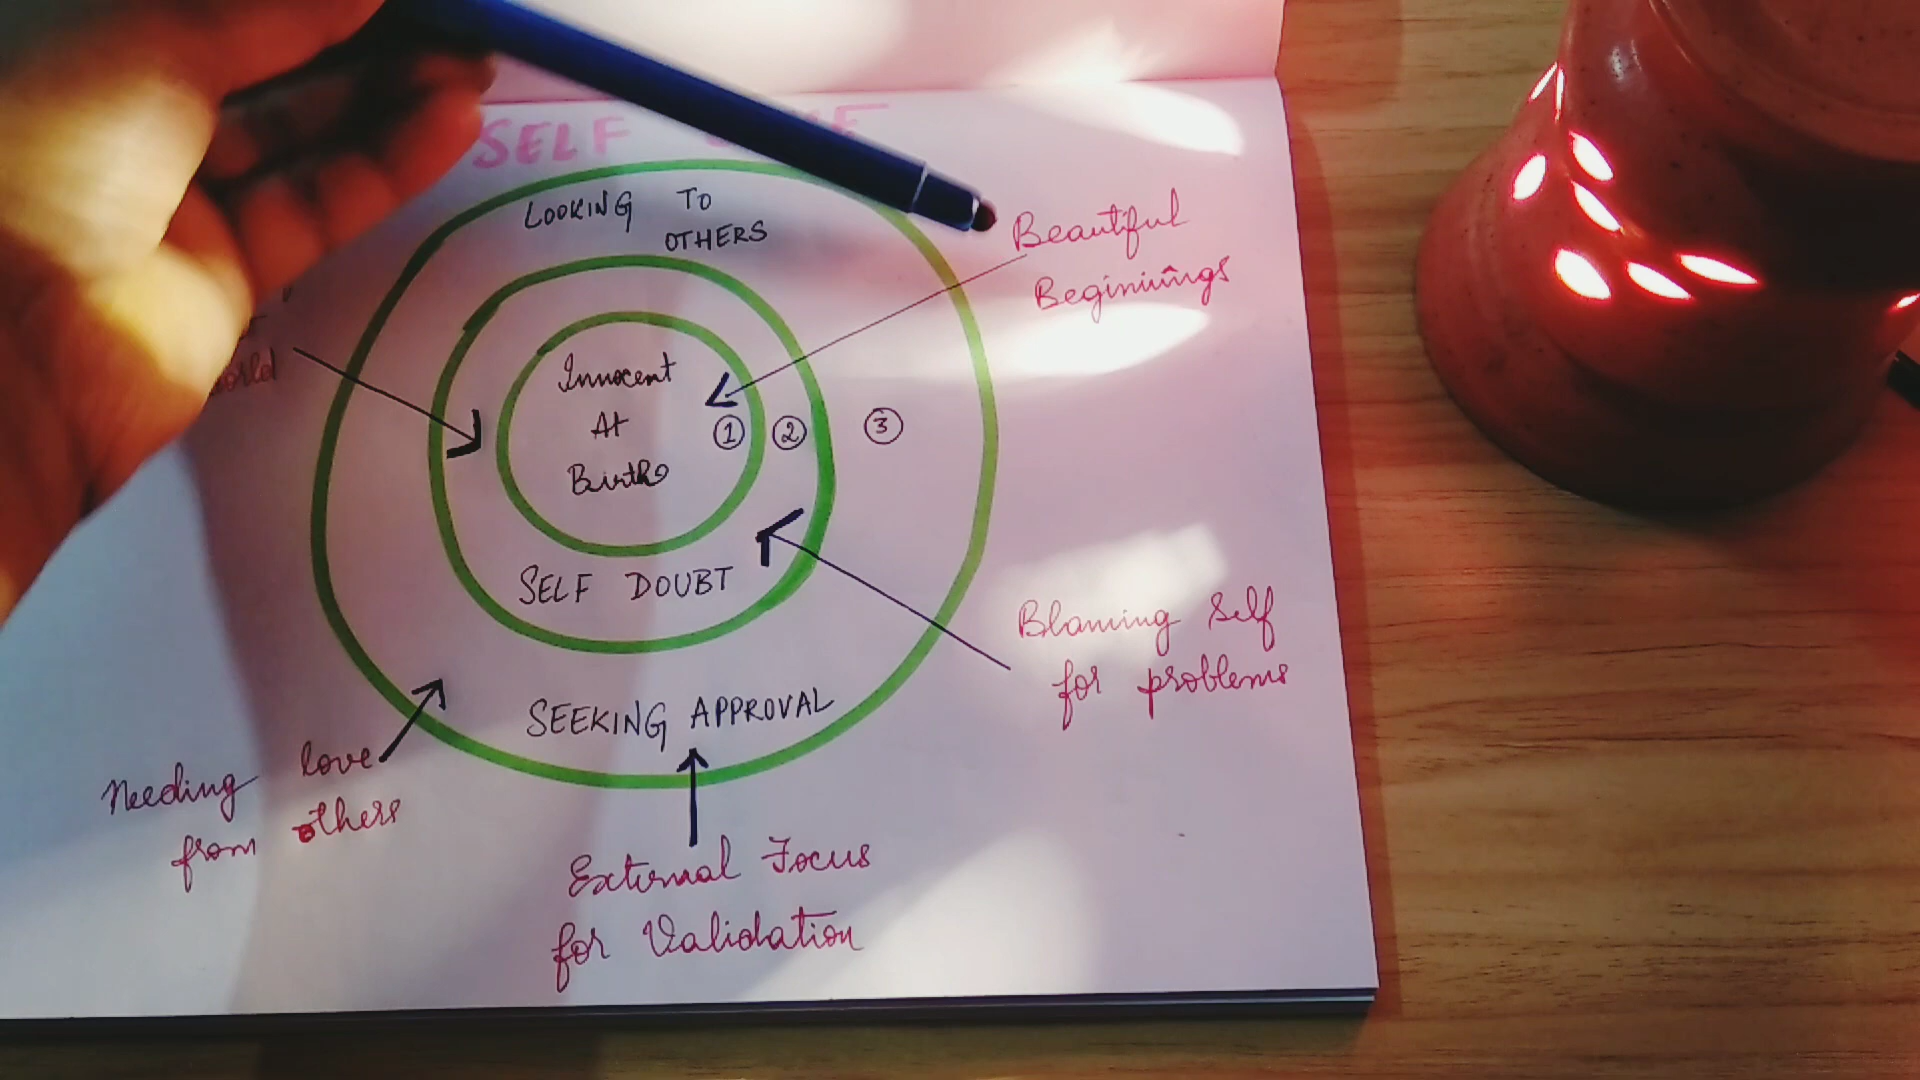 SELF
LOOKING TO
OTHERS
Beautiful
Beginings
Innocent
At
Birth
1 2 3
SELF DOUBT
Blaming Self
for problems
SEEKING APPROVAL
Needing love
from others
External Focus
for Validation